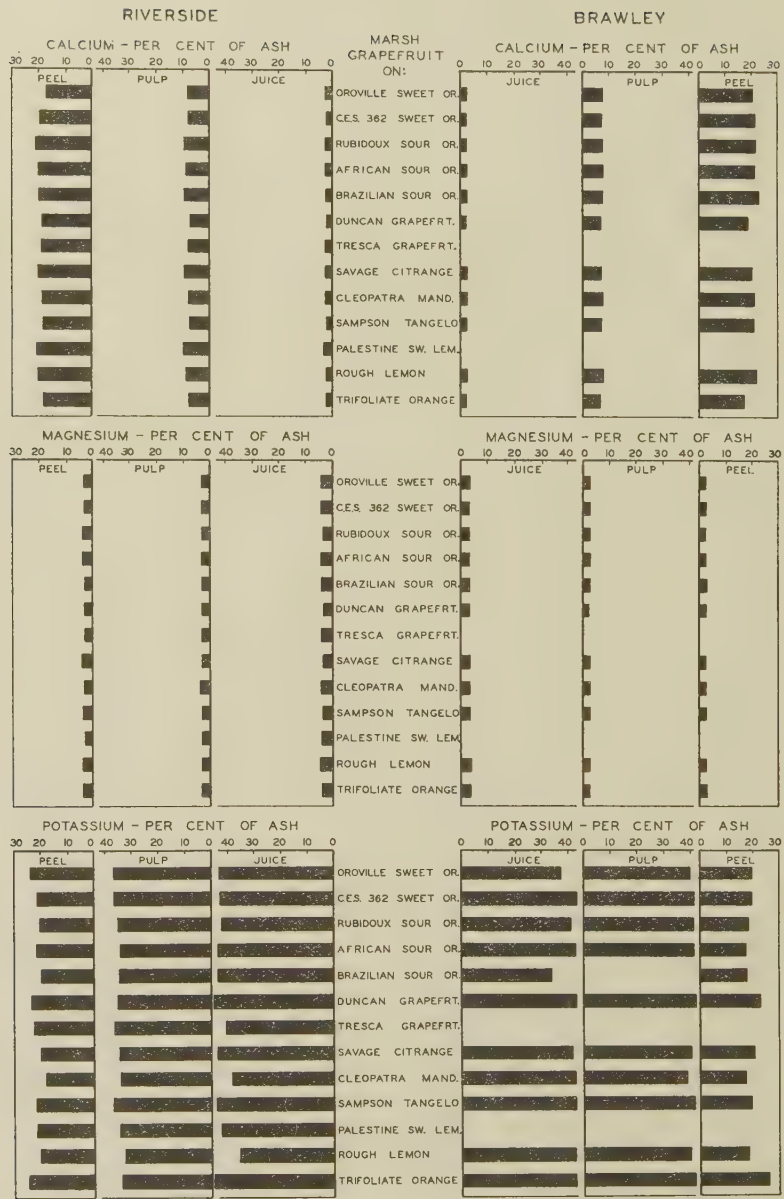 RIVERSIDE
BRAWLEY
CALCIUM - PER CENT OF ASH
MARSH GRAPEFRUIT ON:
CALCIUM - PER CENT OF ASH
30 20 10 0 40 30 20 10 0 40 30 20 10 0
0 10 20 30 40 0 10 20 30 40 0 10 20 30
PEEL PULP JUICE
JUICE PULP PEEL
OROVILLE SWEET OR.
C.E.S. 362 SWEET OR.
RUBIDOUX SOUR OR.
AFRICAN SOUR OR.
BRAZILIAN SOUR OR.
DUNCAN GRAPEFRT.
TRESCA GRAPEFRT.
SAVAGE CITRANGE
CLEOPATRA MAND.
SAMPSON TANGELO
PALESTINE SW. LEM.
ROUGH LEMON
TRIFOLIATE ORANGE
MAGNESIUM - PER CENT OF ASH
MAGNESIUM - PER CENT OF ASH
30 20 10 0 40 30 20 10 0 40 30 20 10 0
0 10 20 30 40 0 10 20 30 40 0 10 20 30
PEEL PULP JUICE
JUICE PULP PEEL
OROVILLE SWEET OR.
C.E.S. 362 SWEET OR.
RUBIDOUX SOUR OR.
AFRICAN SOUR OR.
BRAZILIAN SOUR OR.
DUNCAN GRAPEFRT.
TRESCA GRAPEFRT.
SAVAGE CITRANGE
CLEOPATRA MAND.
SAMPSON TANGELO
PALESTINE SW. LEM
ROUGH LEMON
TRIFOLIATE ORANGE
POTASSIUM - PER CENT OF ASH
POTASSIUM - PER CENT OF ASH
30 20 10 0 40 30 20 10 0 40 30 20 10 0
0 10 20 30 40 0 10 20 30 40 0 10 20 30
PEEL PULP JUICE
JUICE PULP PEEL
OROVILLE SWEET OR.
C.E.S. 362 SWEET OR.
RUBIDOUX SOUR OR.
AFRICAN SOUR OR.
BRAZILIAN SOUR OR.
DUNCAN GRAPEFRT.
TRESCA GRAPEFRT.
SAVAGE CITRANGE
CLEOPATRA MAND.
SAMPSON TANGELO
PALESTINE SW. LEM.
ROUGH LEMON
TRIFOLIATE ORANGE